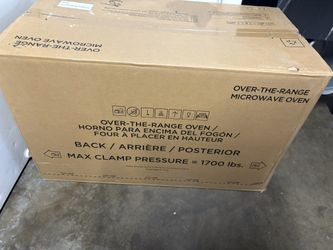 OVER-THE-RANGE
MICROWAVE OVEN
OVER-THE-RANGE
MICROWAVE OVEN
OVER-THE-RANGE OVEN /
HORNO PARA ENCIMA DEL FOGÓN /
FOUR À PLACER EN HAUTEUR
BACK / ARRIÈRE / POSTERIOR
MAX CLAMP PRESSURE = 1700 lbs.